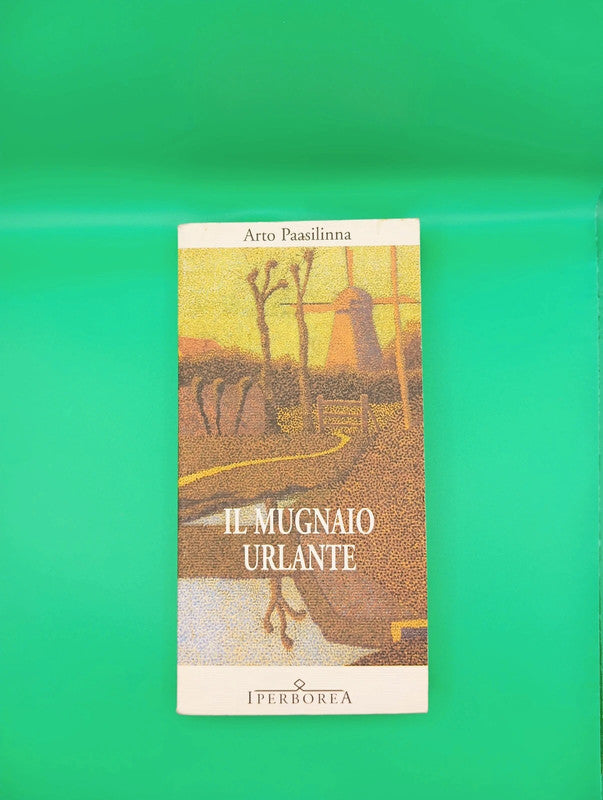 Arto Paasilinna
IL MUGNAIO
URLANTE
IPERBOREA